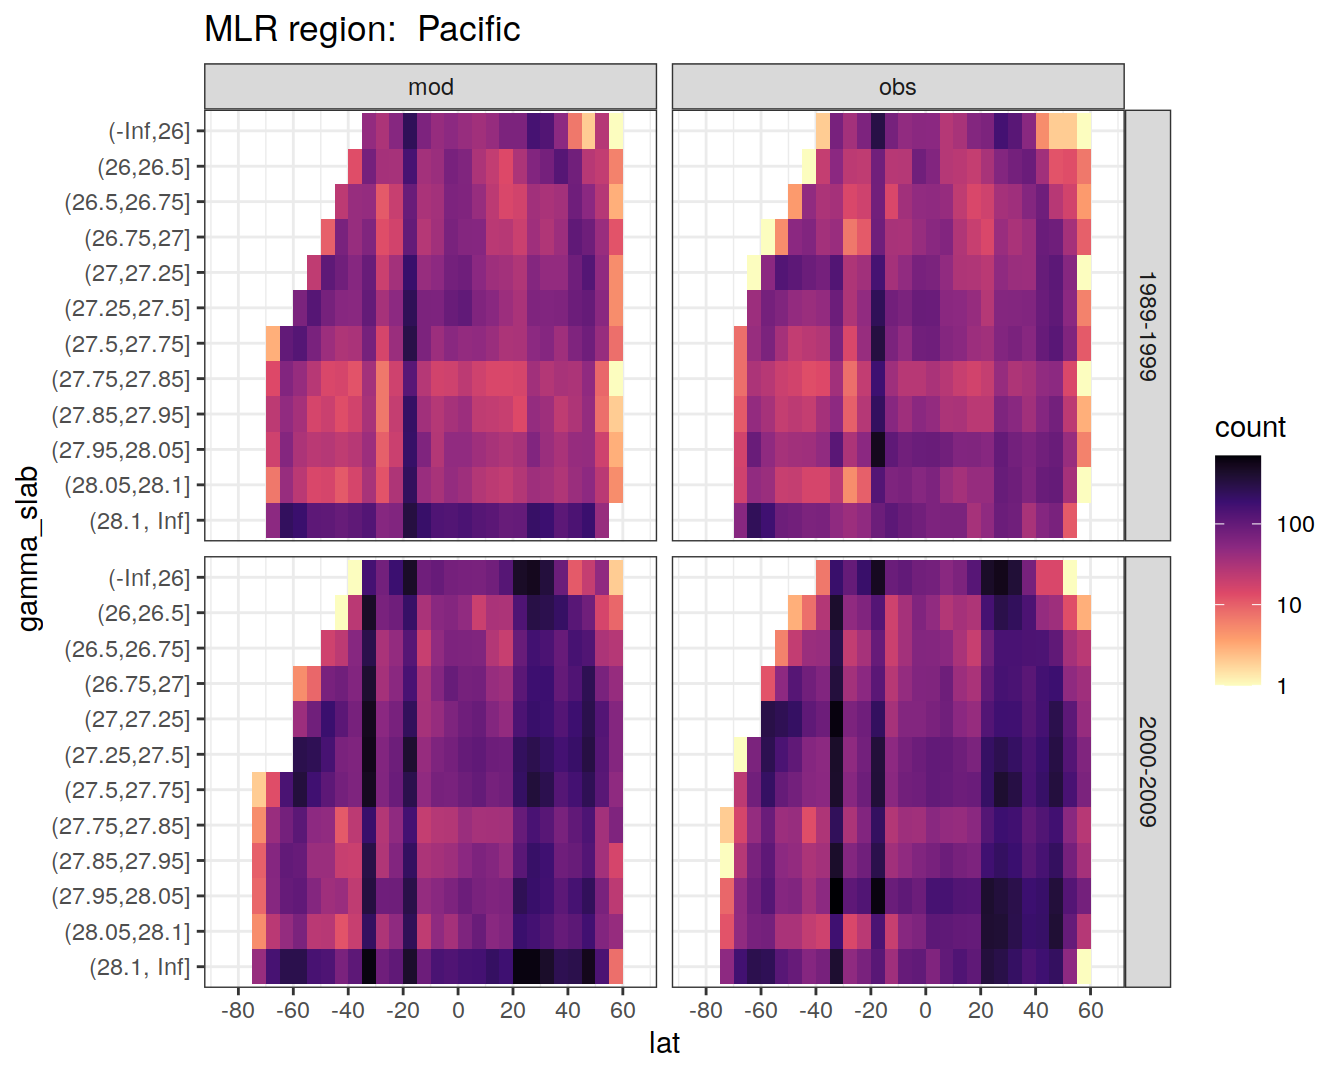 MLR region:  Pacific
mod
obs
(-Inf,26]
(26,26.5]
(26.5,26.75]
(26.75,27]
(27,27.25]
(27.25,27.5]
(27.5,27.75]
(27.75,27.85]
(27.85,27.95]
(27.95,28.05]
(28.05,28.1]
(28.1, Inf]
1989-1999
(-Inf,26]
(26,26.5]
(26.5,26.75]
(26.75,27]
(27,27.25]
(27.25,27.5]
(27.5,27.75]
(27.75,27.85]
(27.85,27.95]
(27.95,28.05]
(28.05,28.1]
(28.1, Inf]
2000-2009
gamma_slab
-80 -60 -40 -20 0 20 40 60
-80 -60 -40 -20 0 20 40 60
lat
count
100
10
1